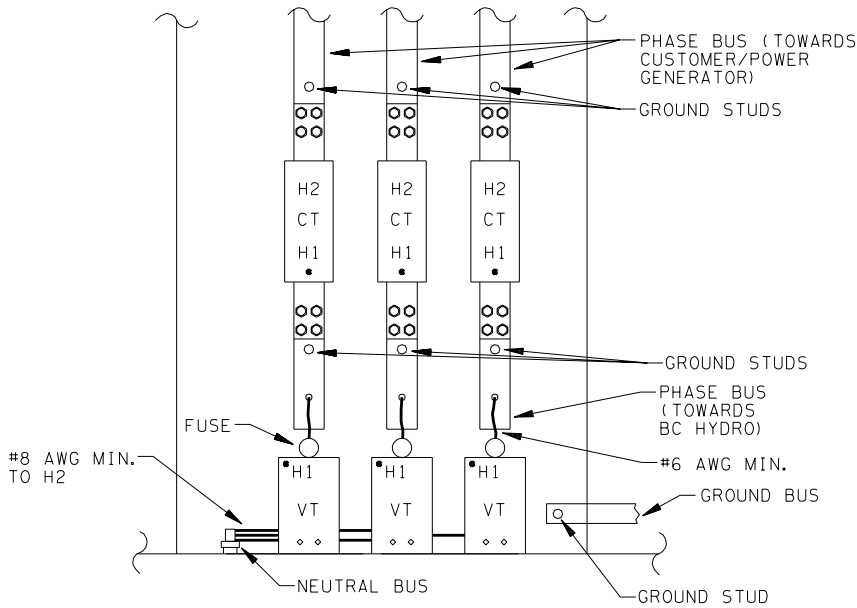 PHASE BUS (TOWARDS
CUSTOMER/POWER
GENERATOR)
GROUND STUDS
H2
CT
H1
H2
CT
H1
H2
CT
H1
GROUND STUDS
PHASE BUS
(TOWARDS
BC HYDRO)
FUSE
#8 AWG MIN.
TO H2
#6 AWG MIN.
H1
VT
H1
VT
H1
VT
GROUND BUS
NEUTRAL BUS
GROUND STUD